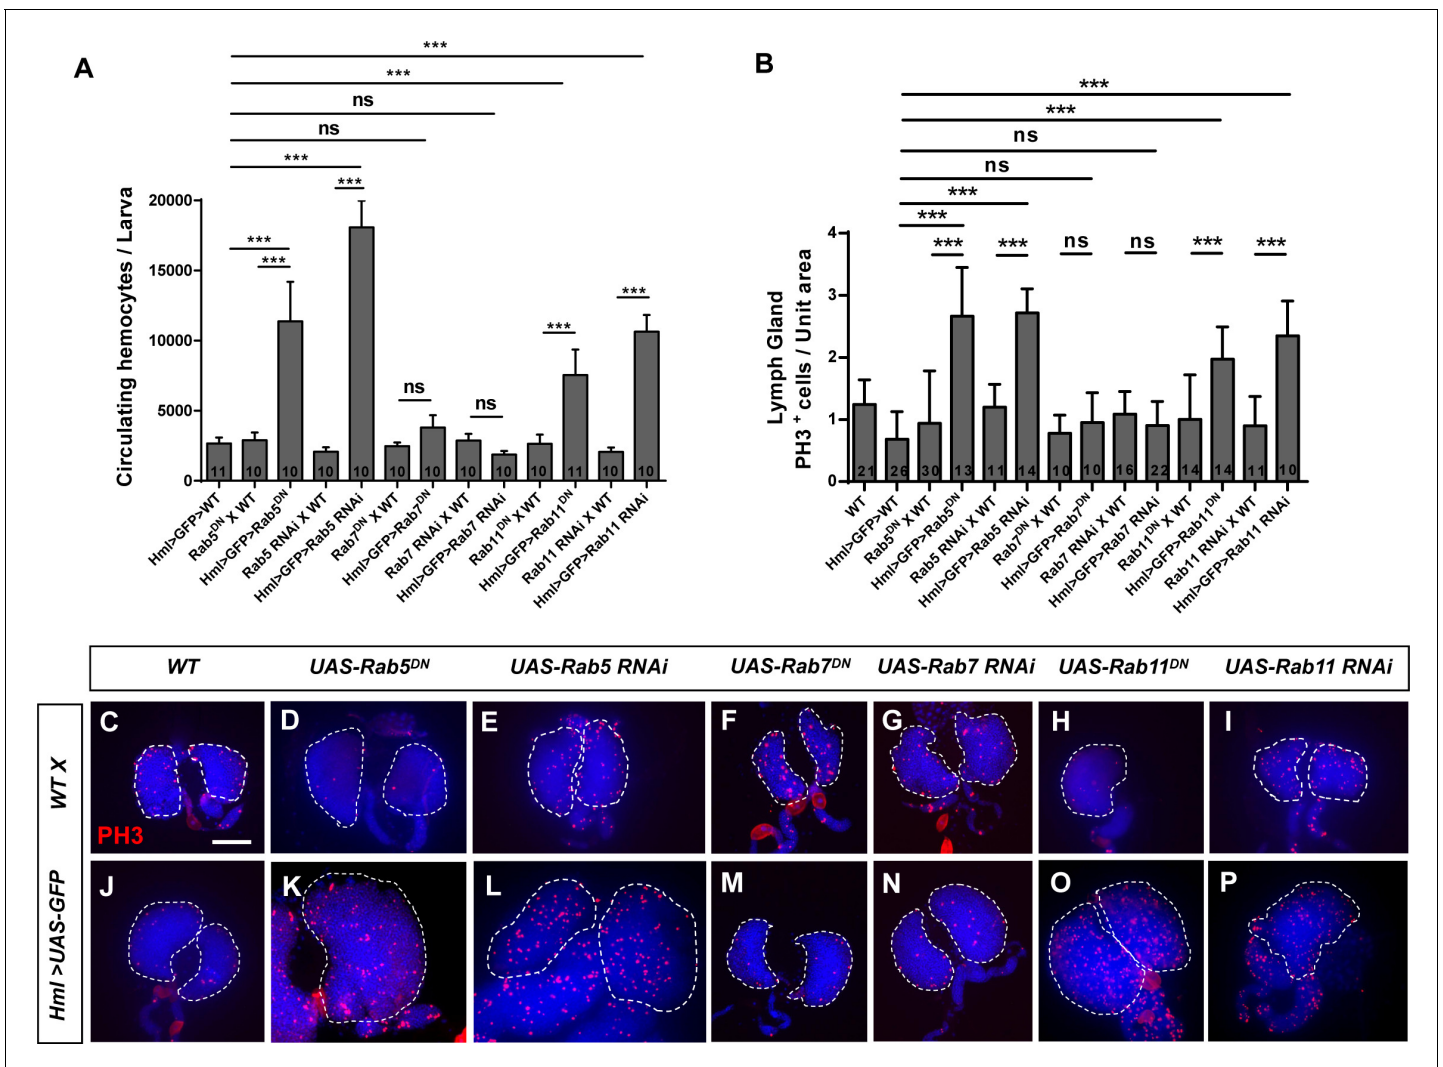 A
***
***
ns
ns
***
***
***
***
***
***
ns
ns
Circulating hemocytes / Larva
20000
15000
10000
5000
0
11
10
10
10
10
10
10
10
10
10
11
10
10
Hml>GFP>WT
Rab5DN X WT
Hml>GFP>Rab5DN
Rab5 RNAi X WT
Hml>GFP>Rab5 RNAi
Rab7DN X WT
Hml>GFP>Rab7DN
Rab7 RNAi X WT
Hml>GFP>Rab7 RNAi
Rab11DN X WT
Hml>GFP>Rab11DN
Rab11 RNAi X WT
Hml>GFP>Rab11 RNAi
B
***
***
ns
ns
***
***
***
***
ns
ns
***
***
Lymph Gland
PH3 + cells / Unit area
4
3
2
1
0
21
26
30
13
11
14
10
10
16
22
14
14
11
10
WT
Hml>GFP>WT
Rab5DN X WT
Hml>GFP>Rab5DN
Rab5 RNAi X WT
Hml>GFP>Rab5 RNAi
Rab7DN X WT
Hml>GFP>Rab7DN
Rab7 RNAi X WT
Hml>GFP>Rab7 RNAi
Rab11DN X WT
Hml>GFP>Rab11DN
Rab11 RNAi X WT
Hml>GFP>Rab11 RNAi
WT
UAS-Rab5DN
UAS-Rab5 RNAi
UAS-Rab7DN
UAS-Rab7 RNAi
UAS-Rab11DN
UAS-Rab11 RNAi
WT X
C
PH3
D
E
F
G
H
I
Hml >UAS-GFP
J
K
L
M
N
O
P